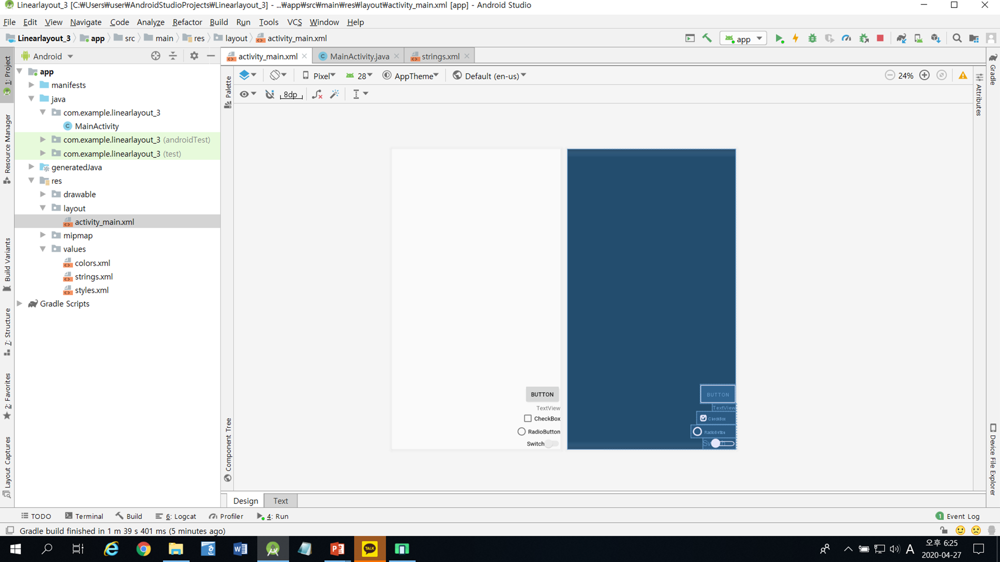 Linearlayout_3 [C:₩Users₩user₩AndroidStudioProjects₩Linearlayout_3] - ...₩app₩src₩main₩res₩layout₩activity_main.xml [app] - Android Studio
File Edit View Navigate Code Analyze Refactor Build Run Tools VCS Window Help
Linearlayout_3 app src main res layout activity_main.xml app
Android activity_main.xml MainActivity.java strings.xml
Pixel 28 AppTheme Default (en-us) 24%
8dp
app
manifests
java
com.example.linearlayout_3
MainActivity
com.example.linearlayout_3 (androidTest)
com.example.linearlayout_3 (test)
generatedJava
res
drawable
layout
activity_main.xml
mipmap
values
colors.xml
strings.xml
styles.xml
Gradle Scripts
1: Project
Resource Manager
Build Variants
7: Structure
2: Favorites
Layout Captures
Palette
Component Tree
BUTTON
TextView
CheckBox
RadioButton
Switch
BUTTON
TextView
CheckBox
RadioButton
Switch
Gradle
Attributes
Device File Explorer
Design Text
TODO Terminal Build 6: Logcat Profiler 4: Run 1 Event Log
Gradle build finished in 1 m 39 s 401 ms (5 minutes ago)
TALK
A
오후 6:25
2020-04-27